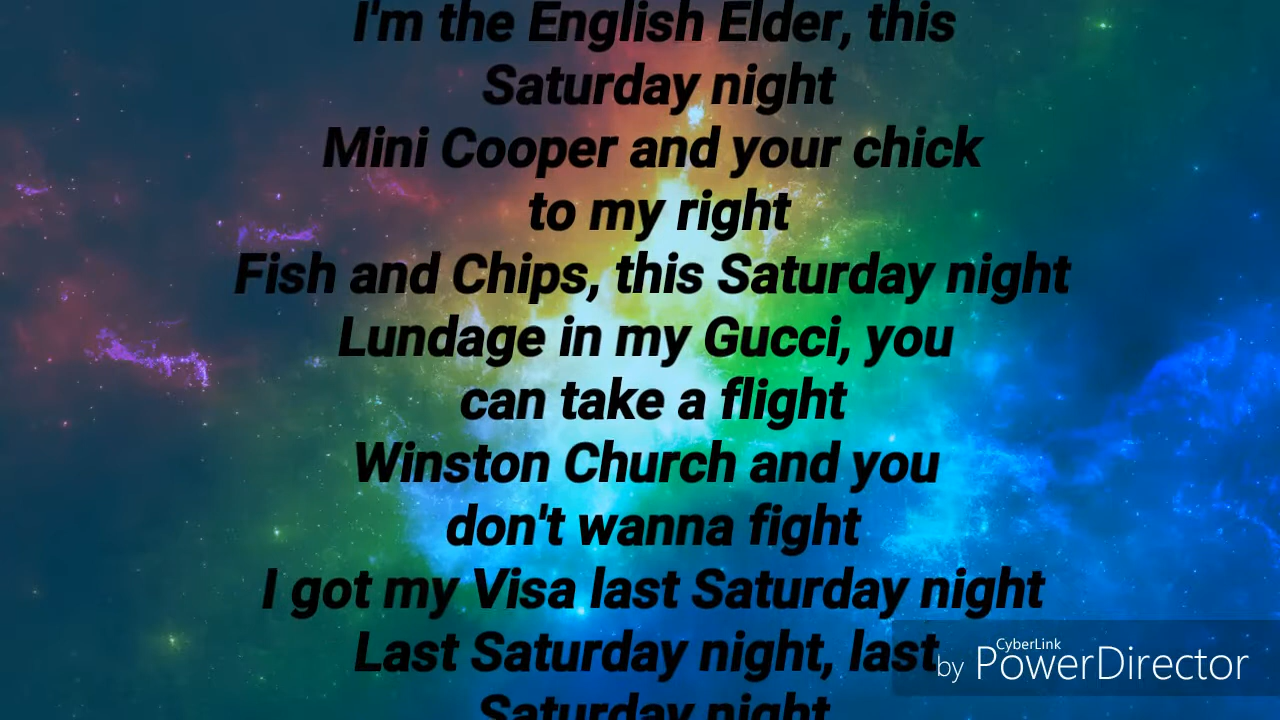 I'm the English Elder, this
Saturday night
Mini Cooper and your chick
to my right
Fish and Chips, this Saturday night
Lundage in my Gucci, you
can take a flight
Winston Church and you
don't wanna fight
I got my Visa last Saturday night
Last Saturday night, last
Saturday night
CyberLink
by PowerDirector